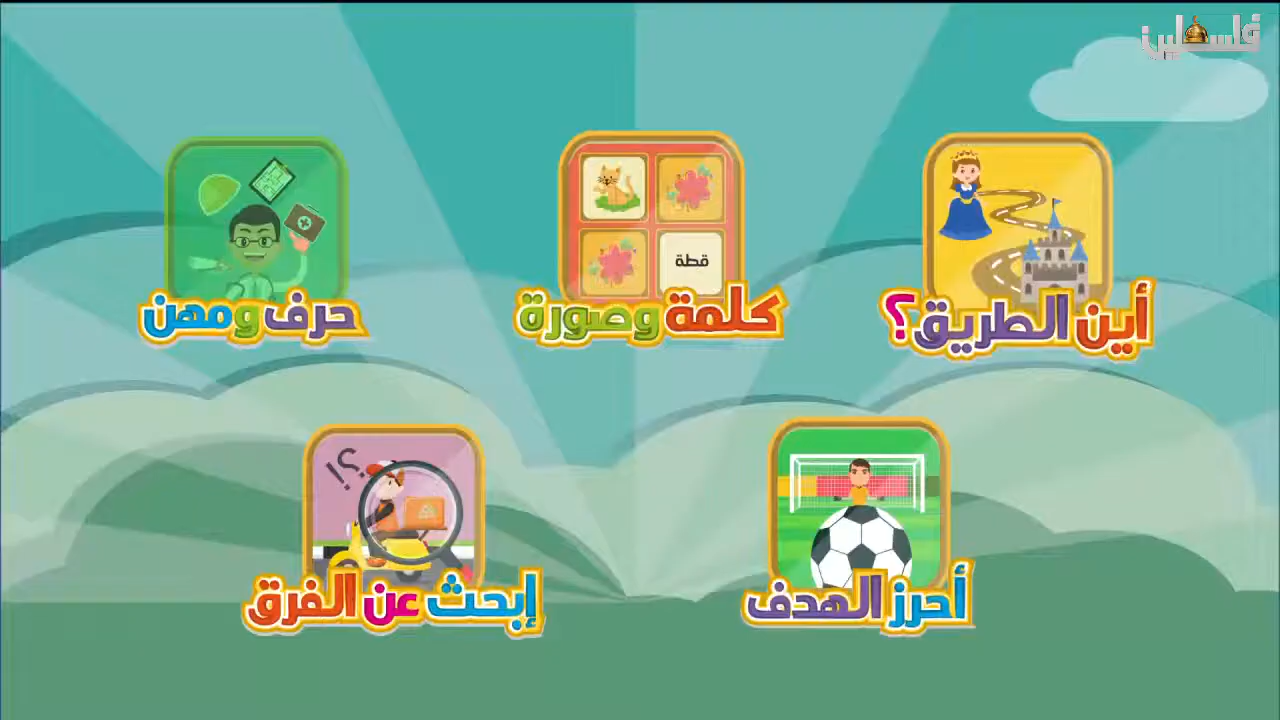 فلسطين
أين الطريق؟
كلمة وصورة
قطة
حرف ومهن
أحرز الهدف
إبحث عن الفرق
؟!